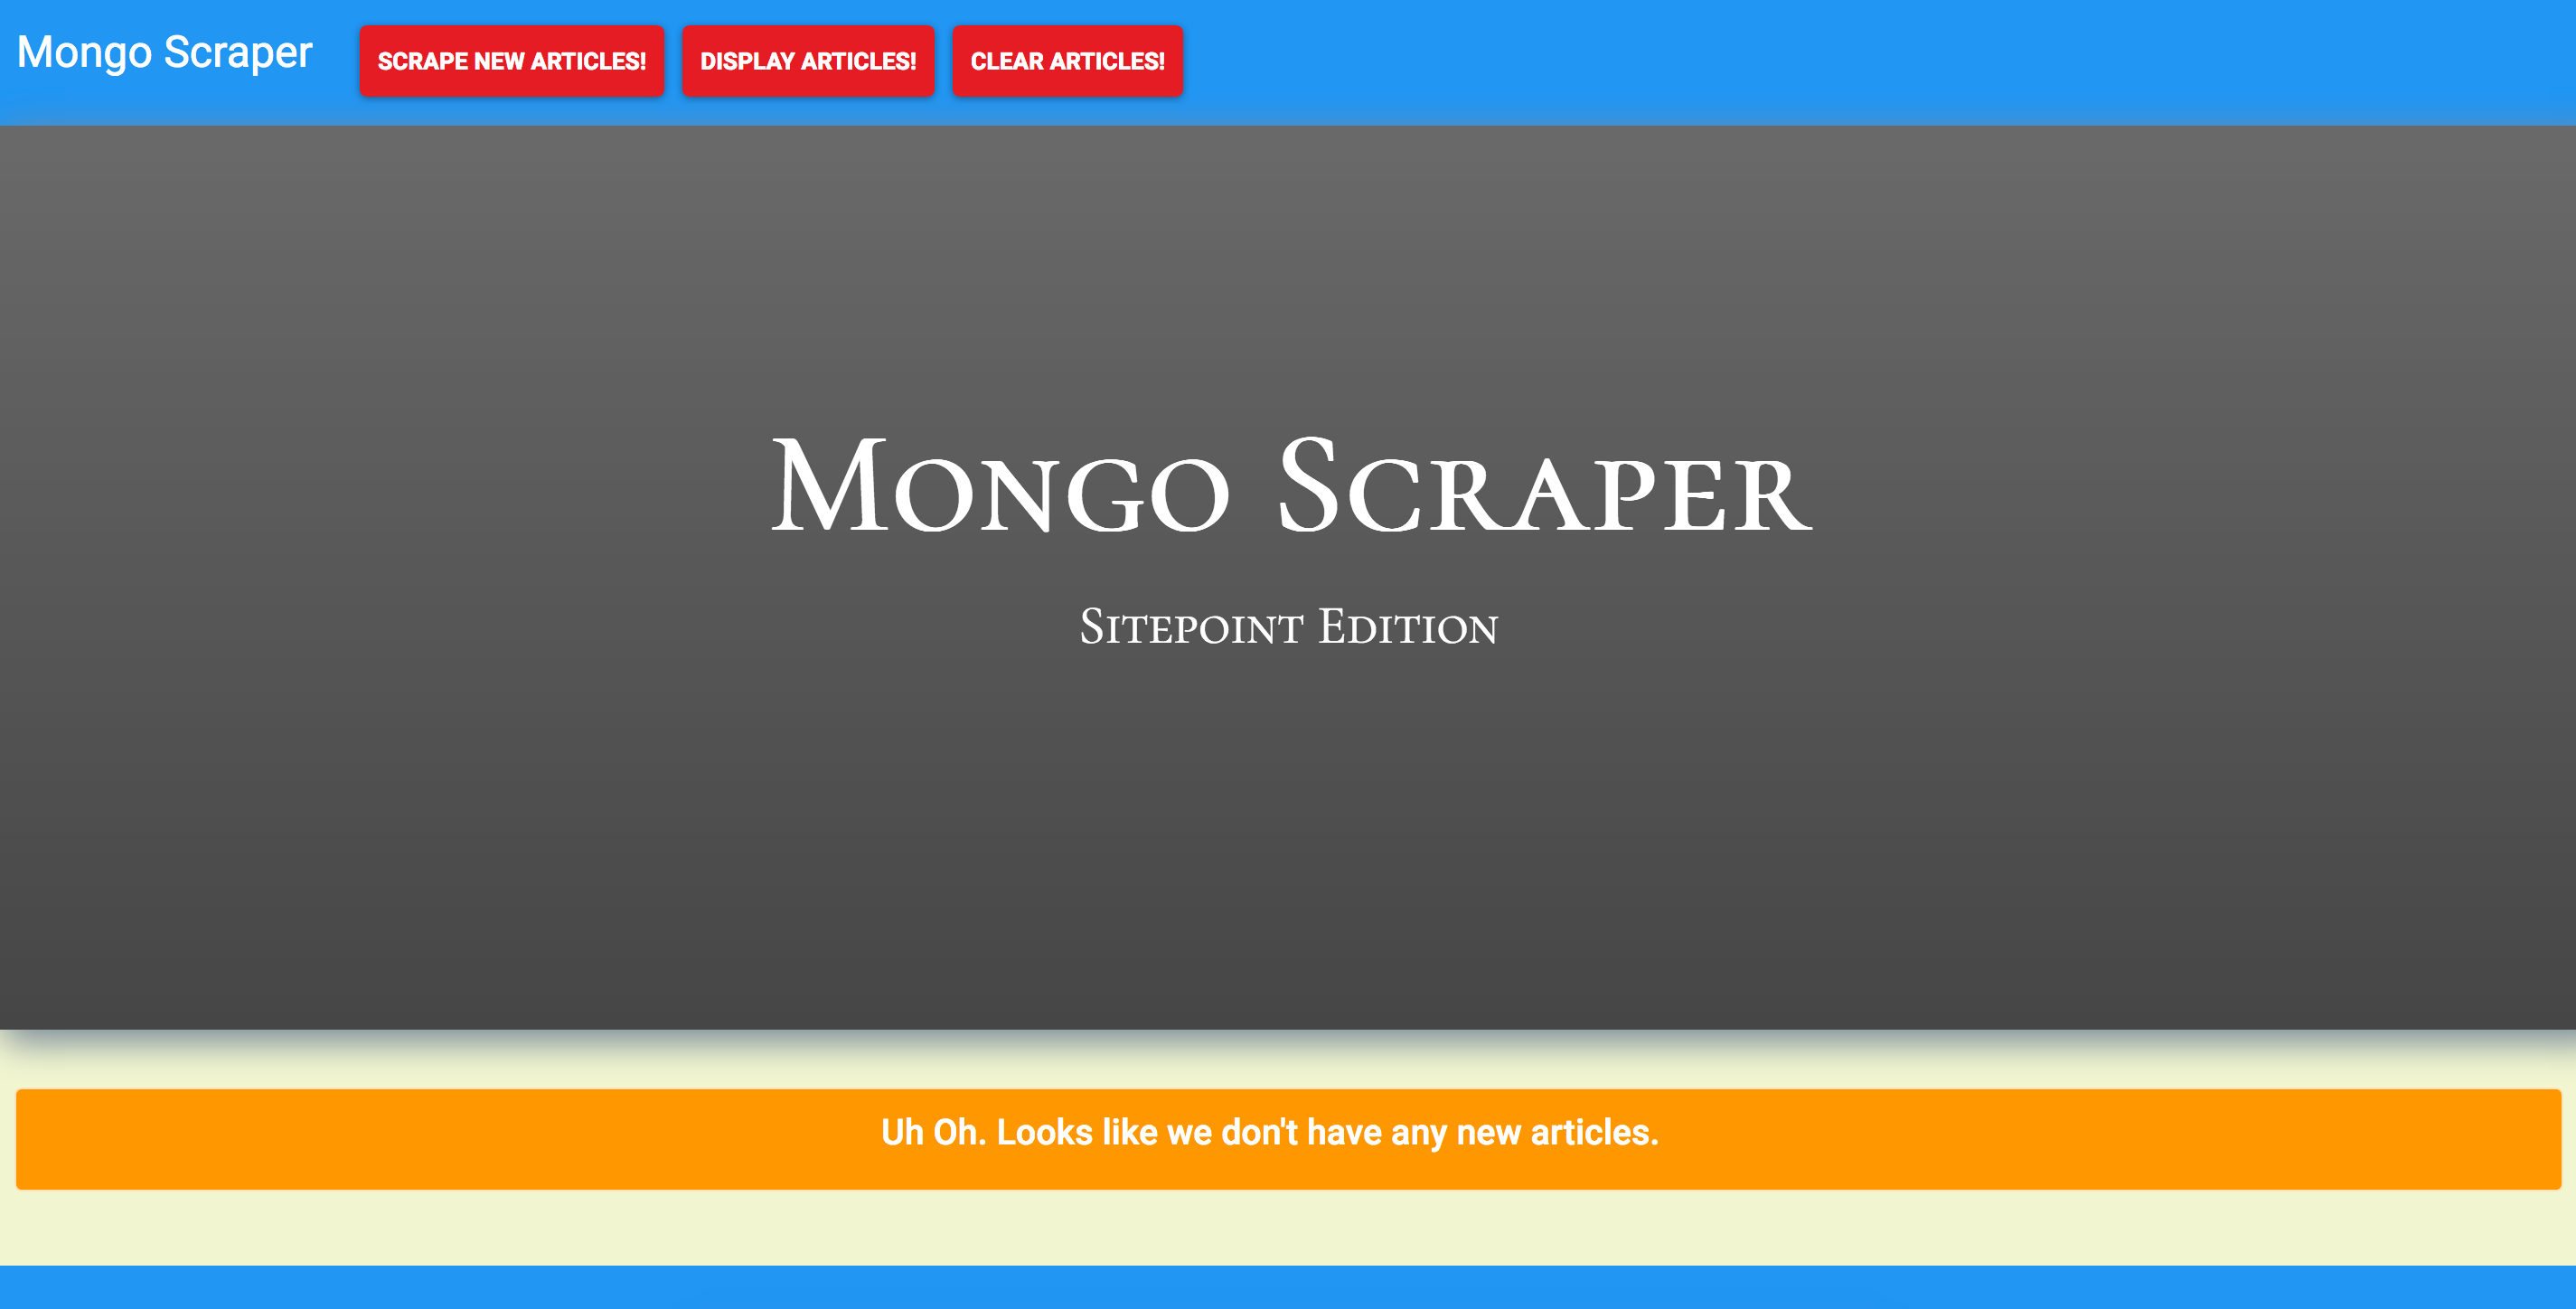 Mongo Scraper SCRAPE NEW ARTICLES! DISPLAY ARTICLES! CLEAR ARTICLES!
Mongo Scraper
Sitepoint Edition
Uh Oh. Looks like we don't have any new articles.